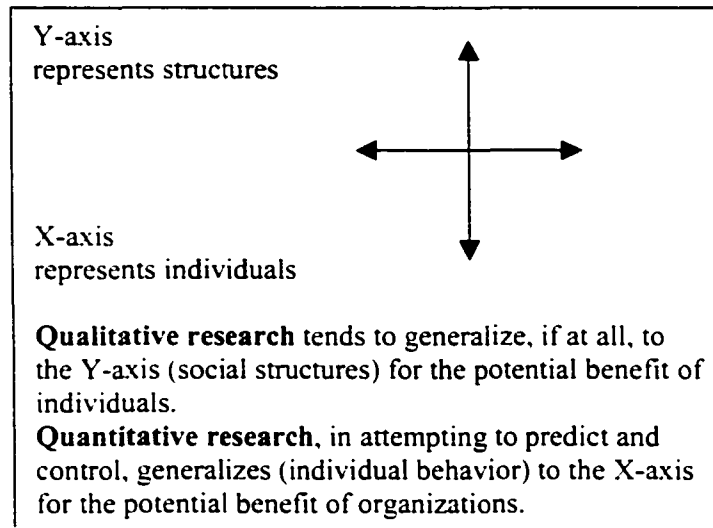 Y-axis
represents structures
X-axis
represents individuals
Qualitative research tends to generalize, if at all, to
the Y-axis (social structures) for the potential benefit of
individuals.
Quantitative research, in attempting to predict and
control, generalizes (individual behavior) to the X-axis
for the potential benefit of organizations.